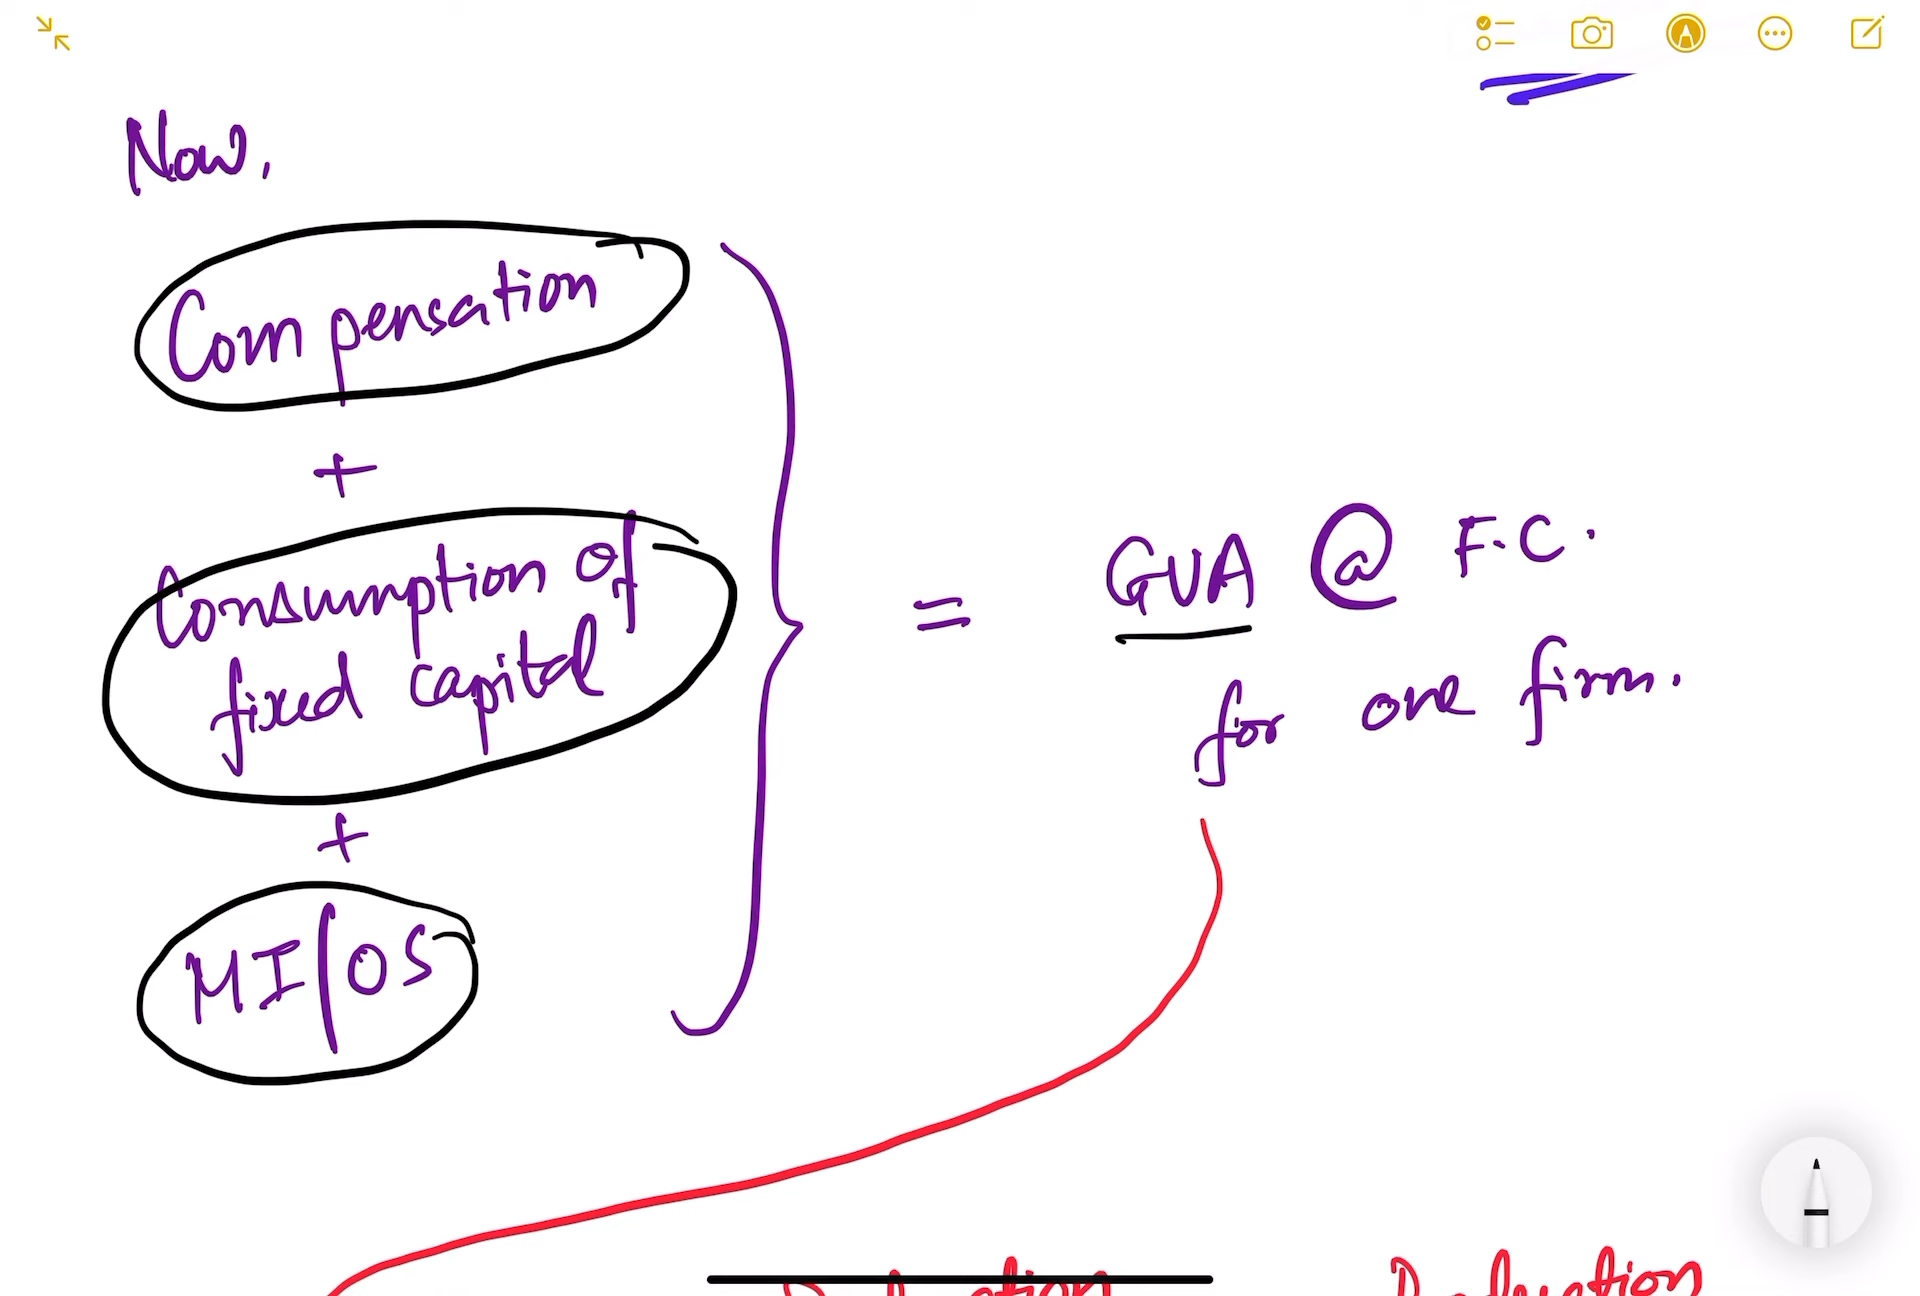 Now,
Compensation
+
Consumption of
fixed capital
+
MI/OS
= GVA @ F.C.
for one firm.